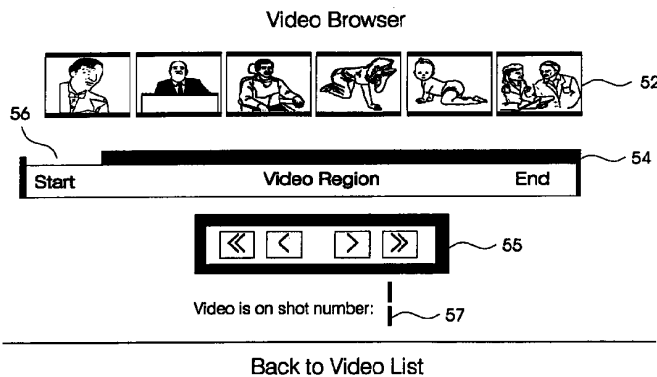 Video Browser
52
56
54
Start Video Region End
« < > »
55
Video is on shot number:
57
Back to Video List